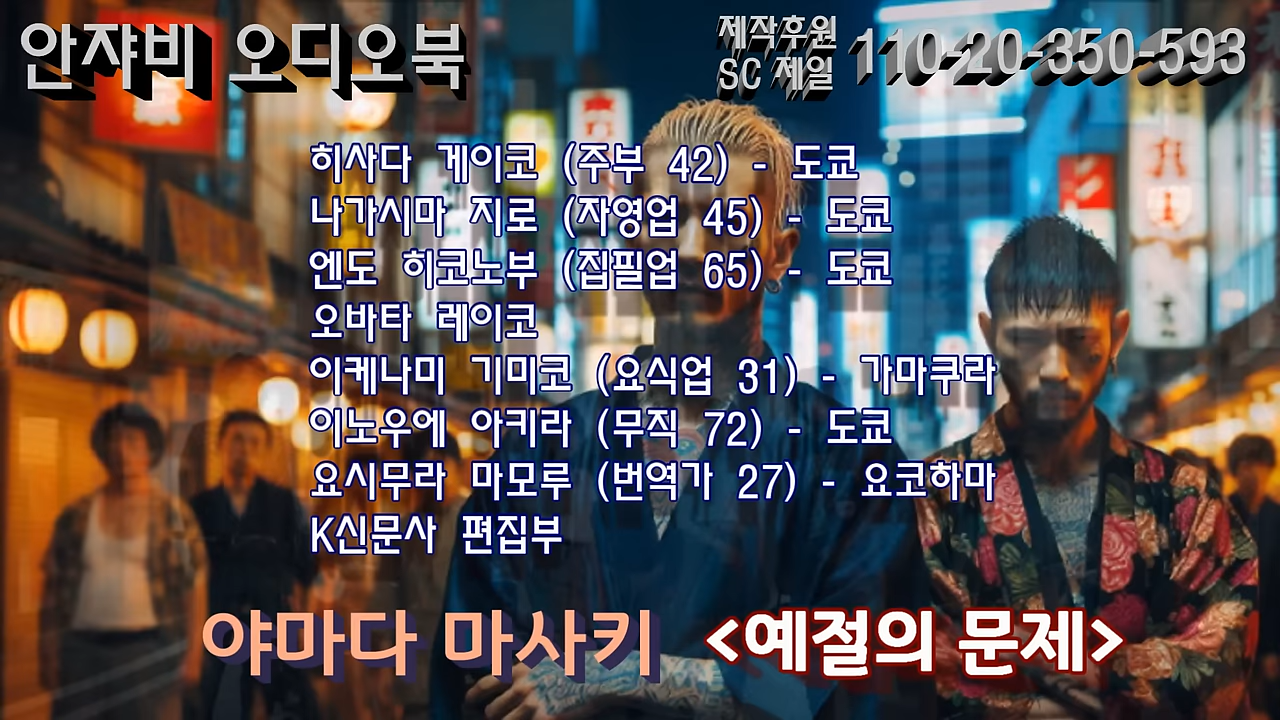 안쟈비 오디오북
제작후원
SC 제일
110-20-350-593
히사다 게이코 (주부 42) - 도쿄
나가시마 지로 (자영업 45) - 도쿄
엔도 히코노부 (집필업 65) - 도쿄
오바타 레이코
이케나미 기미코 (요식업 31) - 가마쿠라
이노우에 아키라 (무직 72) - 도쿄
요시무라 마모루 (번역가 27) - 요코하마
K신문사 편집부
야마다 마사키 <예절의 문제>